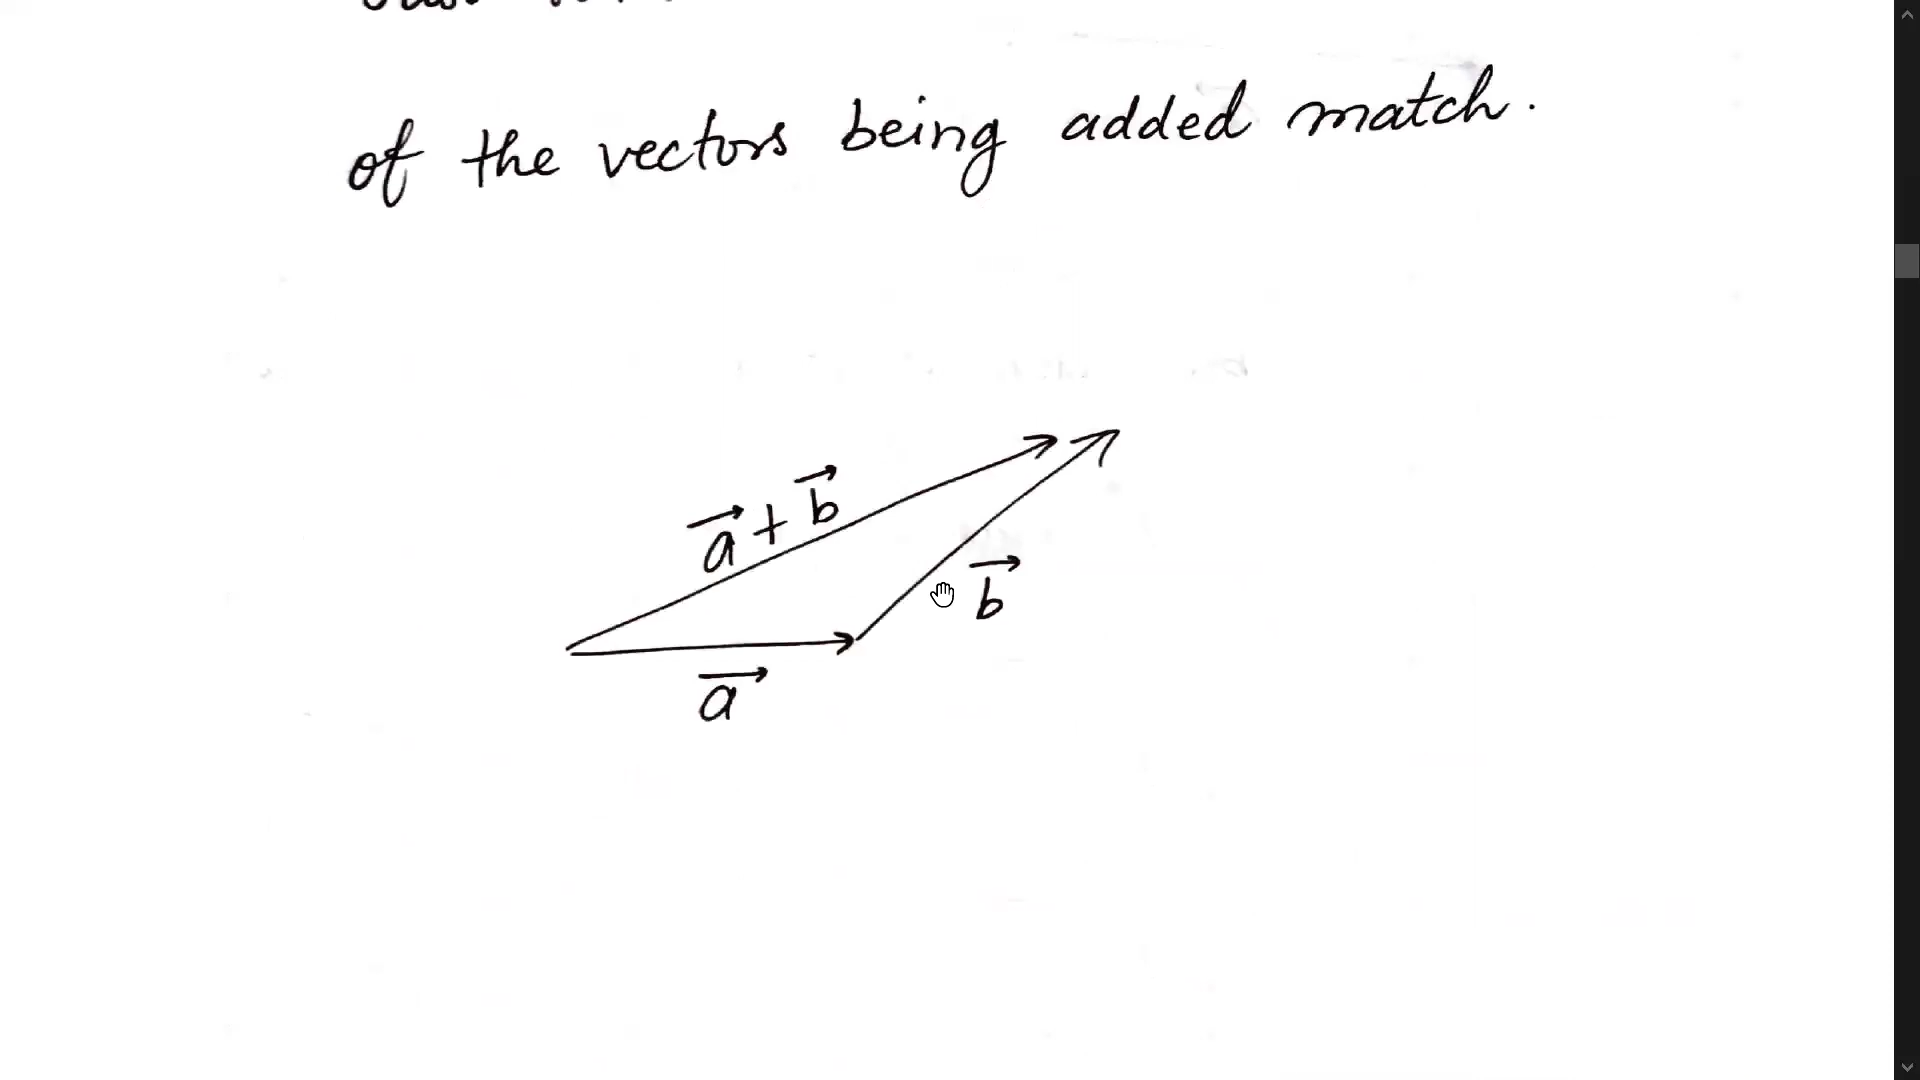 of the vectors being added match.
a⃗ + b⃗
b⃗
a⃗